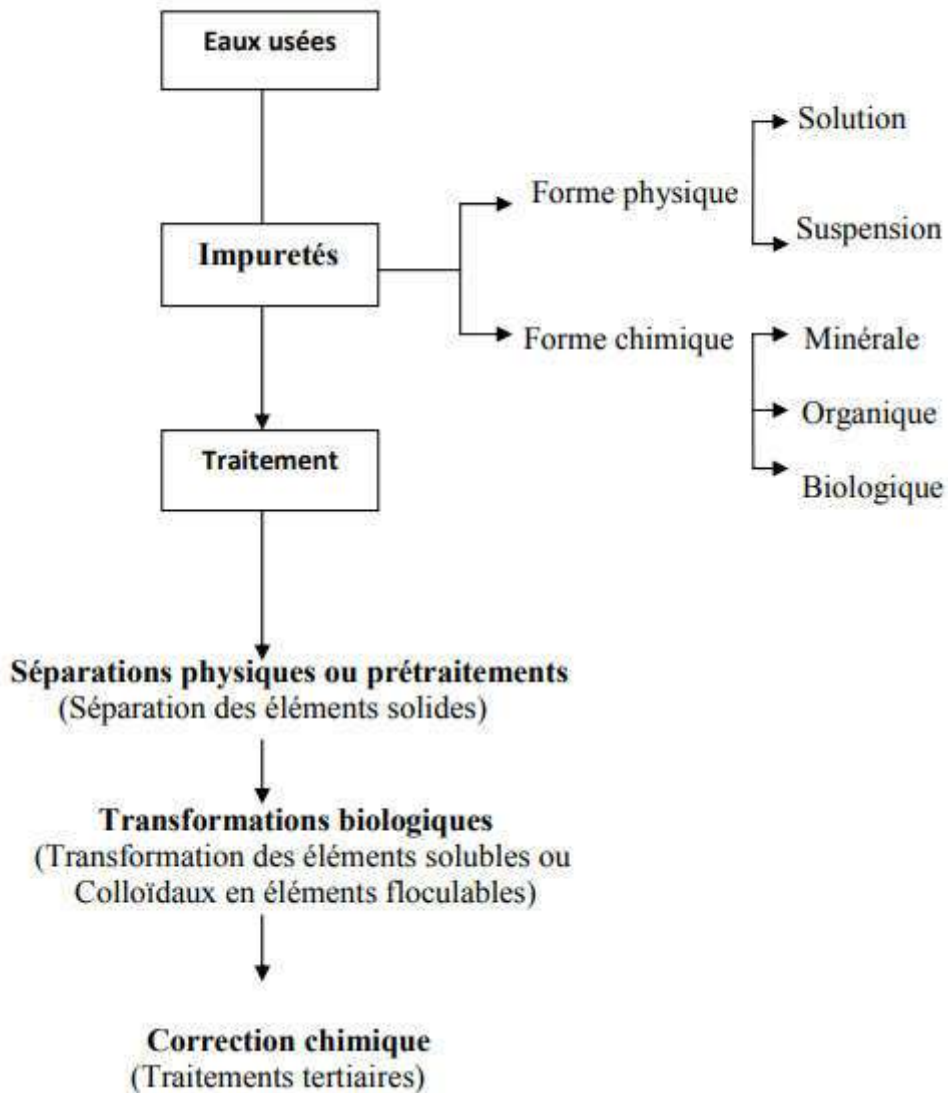 Eaux usées
Solution
Forme physique
Suspension
Impuretés
Forme chimique
Minérale
Organique
Biologique
Traitement
Séparations physiques ou prétraitements
(Séparation des éléments solides)
Transformations biologiques
(Transformation des éléments solubles ou
Colloïdaux en éléments floculables)
Correction chimique
(Traitements tertiaires)